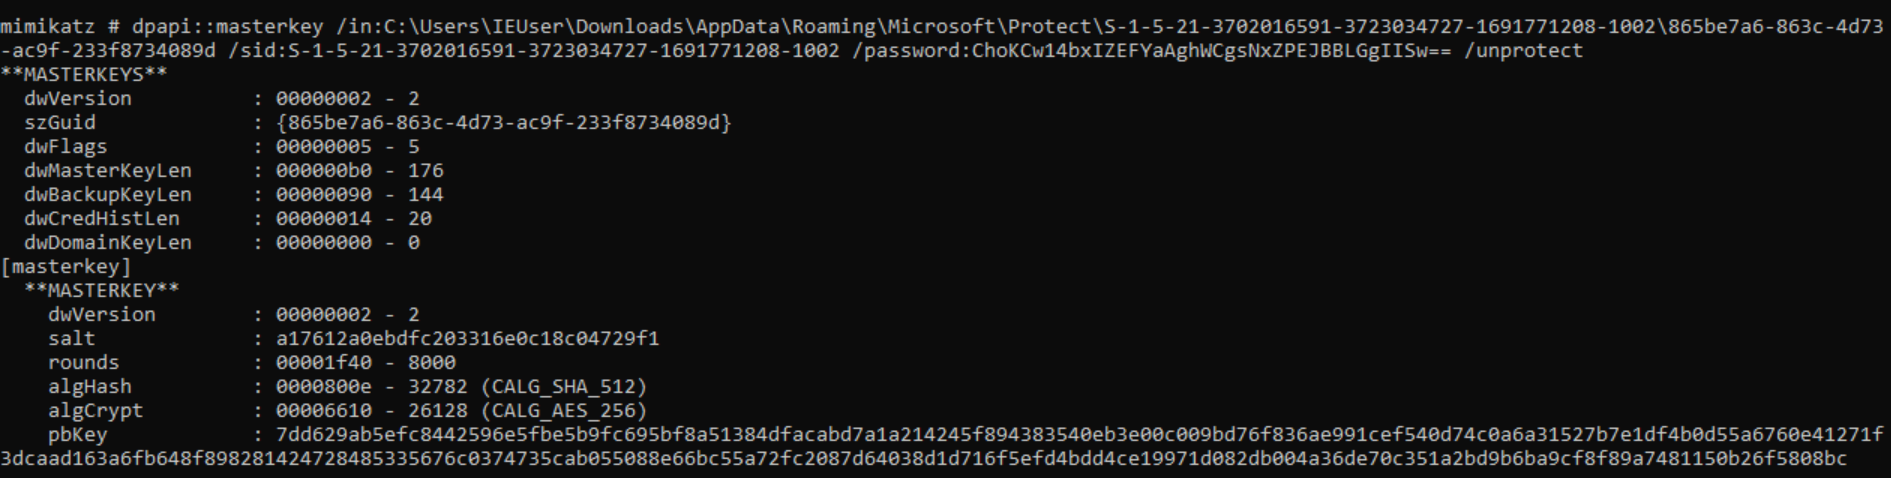 mimikatz # dpapi::masterkey /in:C:\Users\IEUser\Downloads\AppData\Roaming\Microsoft\Protect\S-1-5-21-3702016591-3723034727-1691771208-1002\865be7a6-863c-4d73
-ac9f-233f8734089d /sid:S-1-5-21-3702016591-3723034727-1691771208-1002 /password:ChoKCw14bxIZEFYaAghWCgsNxZPEJBBLGgIISw== /unprotect
**MASTERKEYS**
  dwVersion          : 00000002 - 2
  szGuid             : {865be7a6-863c-4d73-ac9f-233f8734089d}
  dwFlags            : 00000005 - 5
  dwMasterKeyLen     : 000000b0 - 176
  dwBackupKeyLen     : 00000090 - 144
  dwCredHistLen      : 00000014 - 20
  dwDomainKeyLen     : 00000000 - 0
[masterkey]
  **MASTERKEY**
    dwVersion        : 00000002 - 2
    salt             : a17612a0ebdfc203316e0c18c04729f1
    rounds           : 00001f40 - 8000
    algHash          : 0000800e - 32782 (CALG_SHA_512)
    algCrypt         : 00006610 - 26128 (CALG_AES_256)
    pbKey            : 7dd629ab5efc8442596e5fbe5b9fc695bf8a51384dfacabd7a1a214245f894383540eb3e00c009bd76f836ae991cef540d74c0a6a31527b7e1df4b0d55a6760e41271f
3dcaad163a6fb648f898281424728485335676c0374735cab055088e66bc55a72fc2087d64038d1d716f5efd4bdd4ce19971d082db004a36de70c351a2bd9b6ba9cf8f89a7481150b26f5808bc